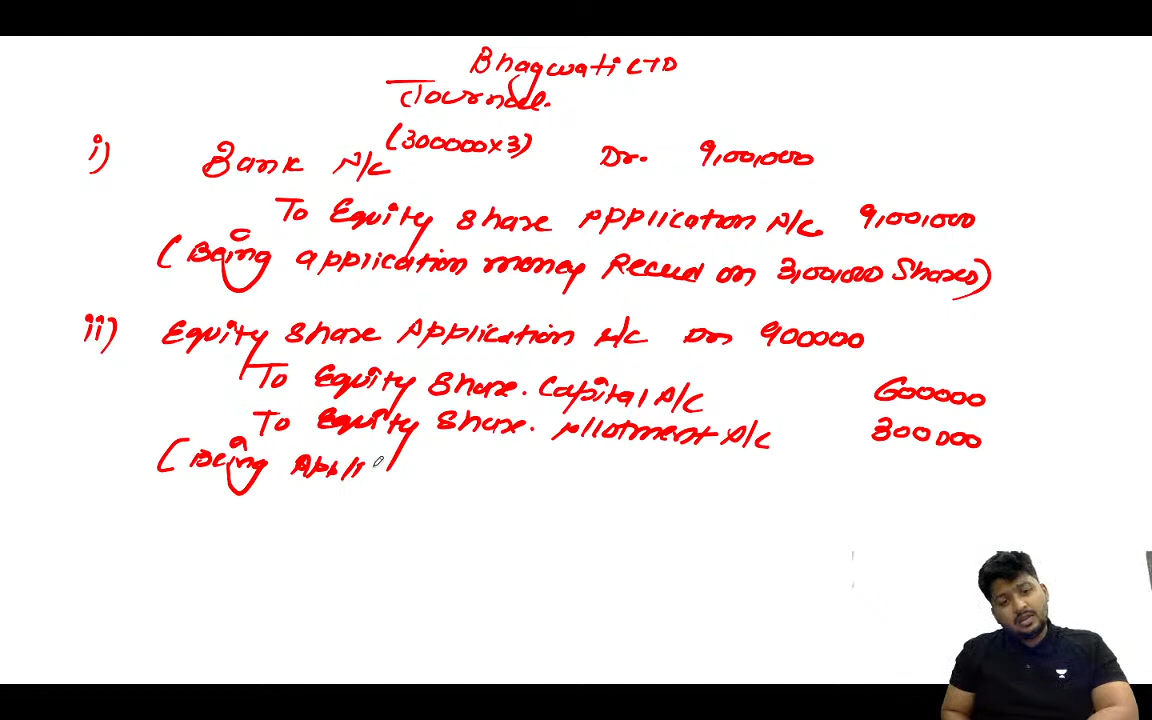 Bhagwati LTD
Journal.
i) Bank A/c (300000x3) Dr. 9,00,000
To Equity Share Application A/c 9,00,000
(Being application money Received on 3,00,000 Shares)
ii) Equity Share Application A/c Dr 900000
To Equity Share. Capital A/c 600000
To Equity Share. Allotment A/c 300000
(Being Appli